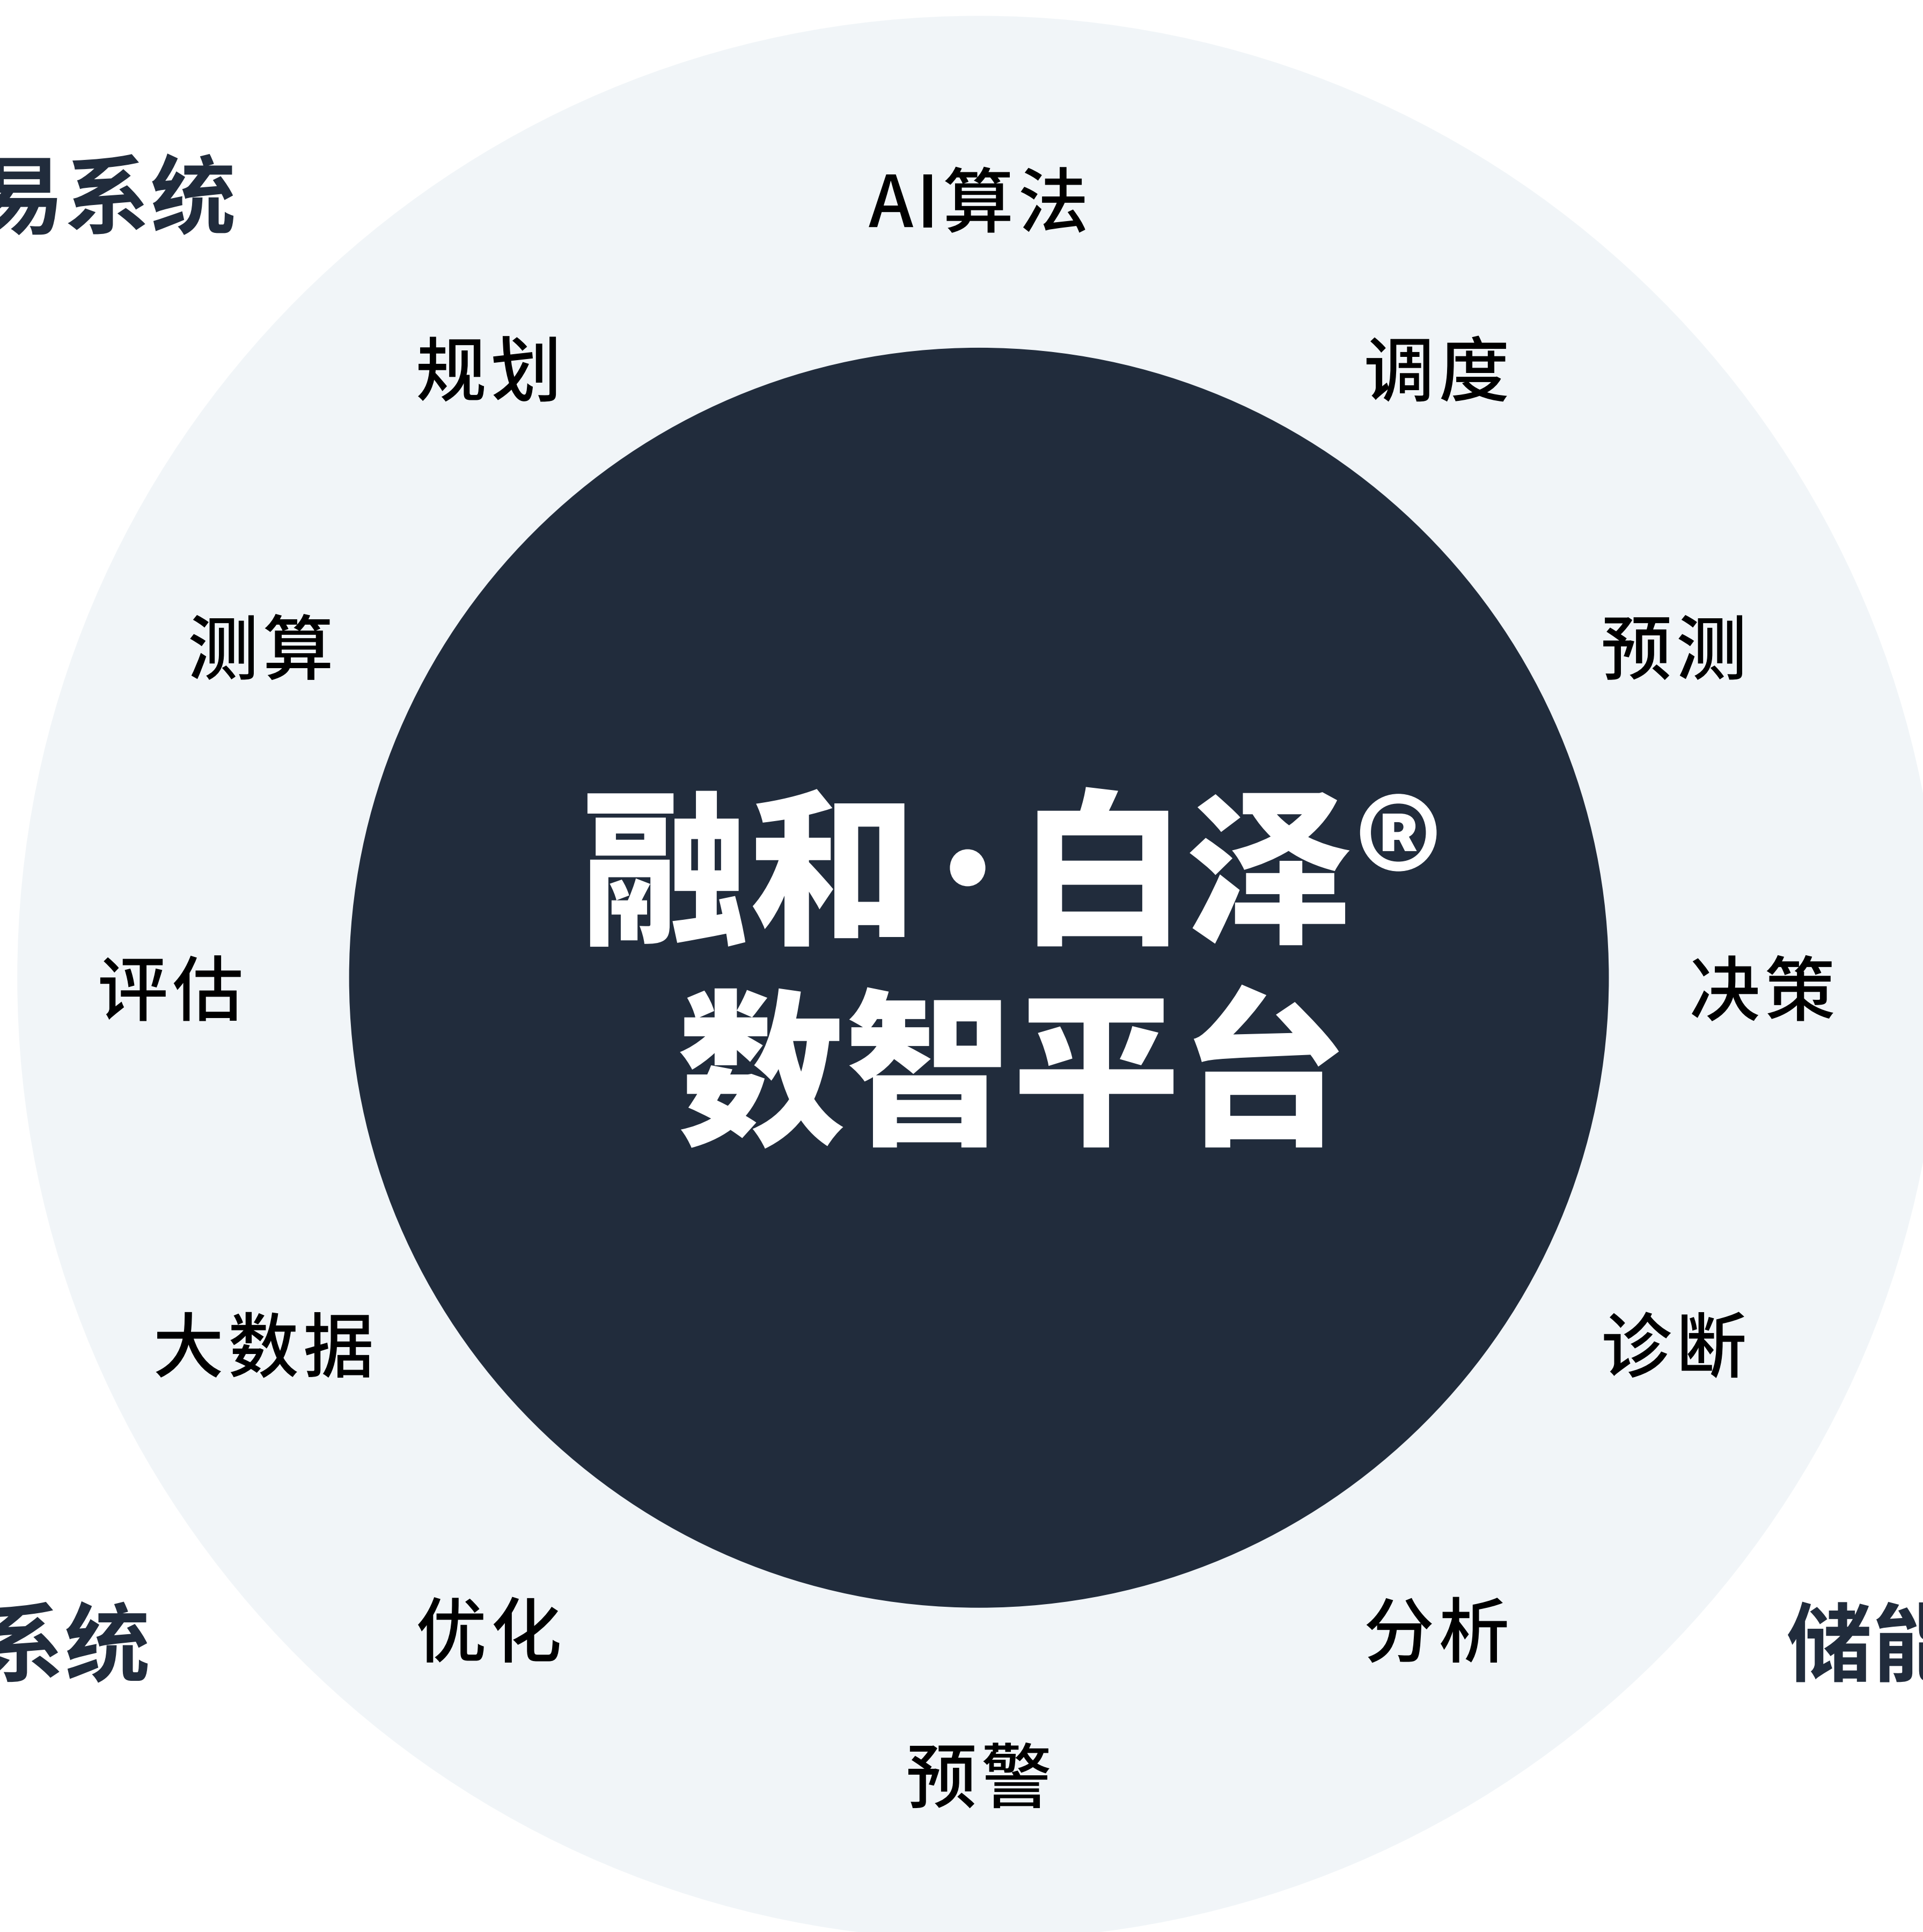 易系统
AI算法
规划
调度
测算
预测
融和·白泽®
数智平台
评估
决策
大数据
诊断
优化
分析
系统
储能
预警